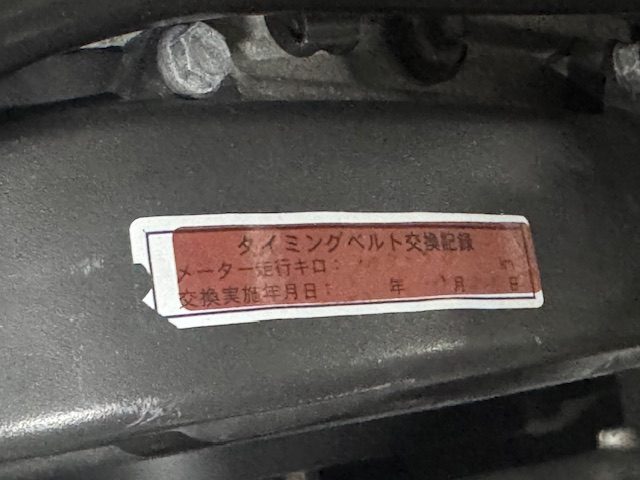 タイミングベルト交換記録
メーター走行キロ：
交換実施年月日： 年 月 日